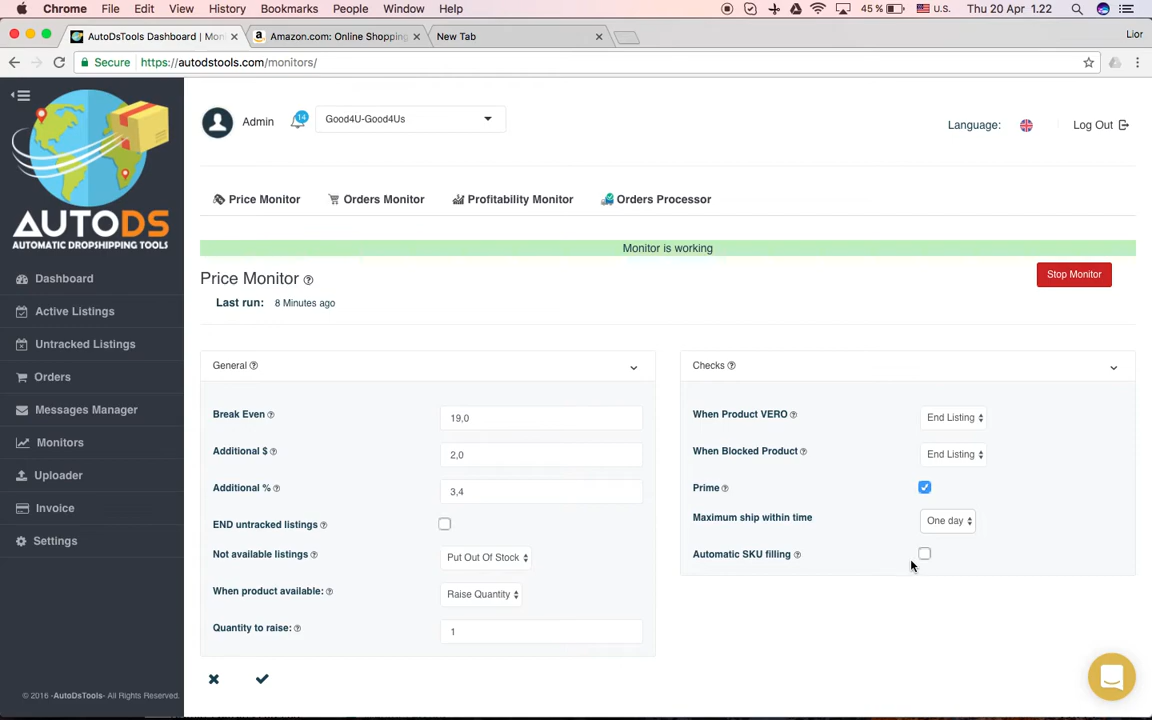 Chrome File Edit View History Bookmarks People Window Help 45 % U.S. Thu 20 Apr 1.22
AutoDsTools Dashboard | Mon Amazon.com: Online Shopping New Tab Lior
Secure https://autodstools.com/monitors/
Admin 14 Good4U-Good4Us Language: Log Out
AUTODS
AUTOMATIC DROPSHIPPING TOOLS
Price Monitor Orders Monitor Profitability Monitor Orders Processor
Monitor is working
Price Monitor ? Stop Monitor
Last run: 8 Minutes ago
Dashboard
Active Listings
Untracked Listings
Orders
Messages Manager
Monitors
Uploader
Invoice
Settings
General ?
Break Even ? 19,0
Additional $ ? 2,0
Additional % ? 3,4
END untracked listings ?
Not available listings ? Put Out Of Stock
When product available: ? Raise Quantity
Quantity to raise: ? 1
Checks ?
When Product VERO ? End Listing
When Blocked Product ? End Listing
Prime ?
Maximum ship within time One day
Automatic SKU filling ?
© 2016 -AutoDsTools- All Rights Reserved.